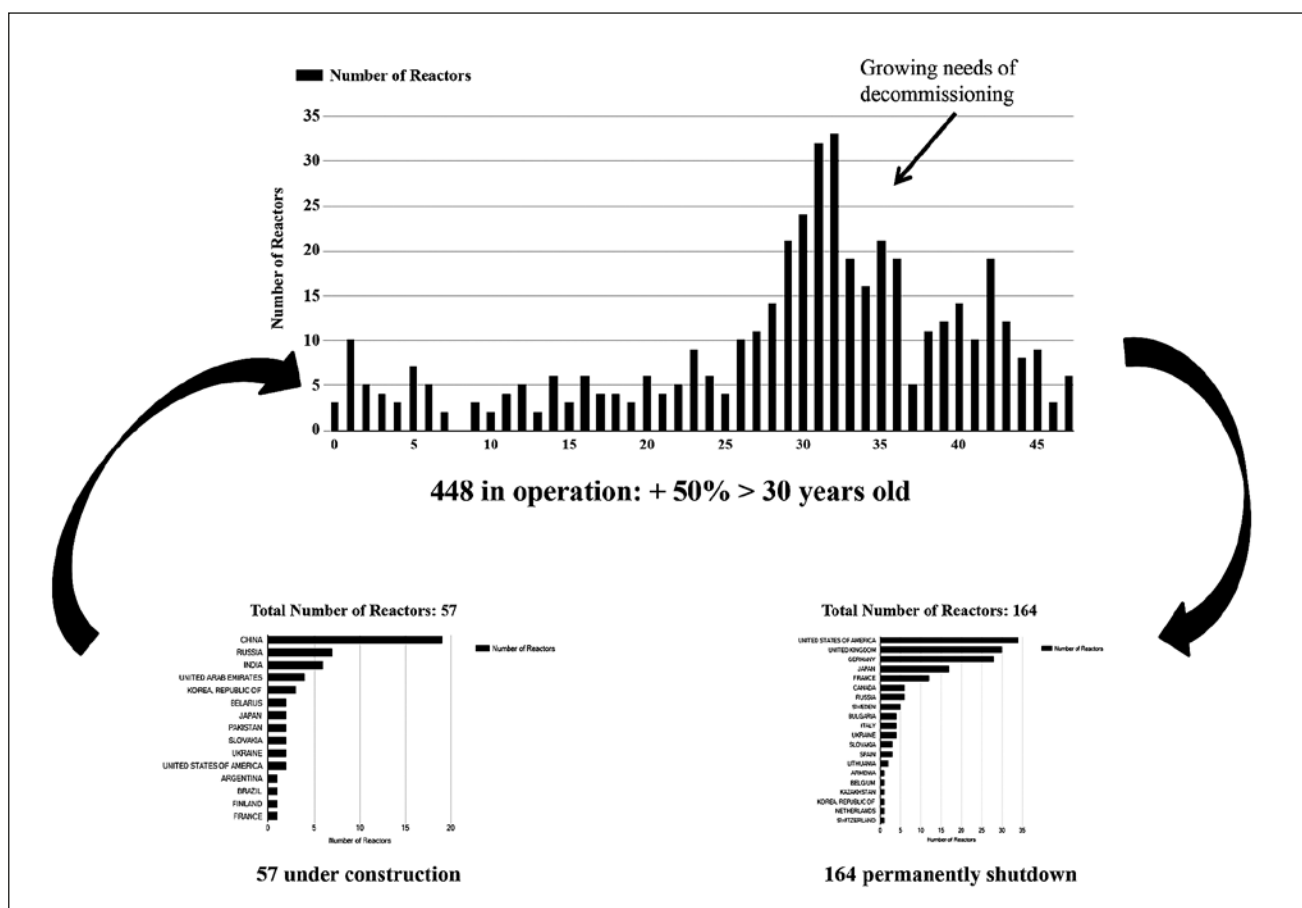 Number of Reactors
Growing needs of
decommissioning
Number of Reactors
35
30
25
20
15
10
5
0
0 5 10 15 20 25 30 35 40 45
448 in operation: + 50% > 30 years old
Total Number of Reactors: 57
CHINA
RUSSIA
INDIA
UNITED ARAB EMIRATES
KOREA, REPUBLIC OF
BELARUS
JAPAN
PAKISTAN
SLOVAKIA
UKRAINE
UNITED STATES OF AMERICA
ARGENTINA
BRAZIL
FINLAND
FRANCE
Number of Reactors
0 5 10 15 20
Number of Reactors
57 under construction
Total Number of Reactors: 164
UNITED STATES OF AMERICA
UNITED KINGDOM
GERMANY
JAPAN
FRANCE
CANADA
RUSSIA
SWEDEN
BULGARIA
ITALY
UKRAINE
SLOVAKIA
SPAIN
LITHUANIA
ARMENIA
BELGIUM
KAZAKHSTAN
KOREA, REPUBLIC OF
NETHERLANDS
SWITZERLAND
Number of Reactors
0 5 10 15 20 25 30 35
Number of Reactors
164 permanently shutdown